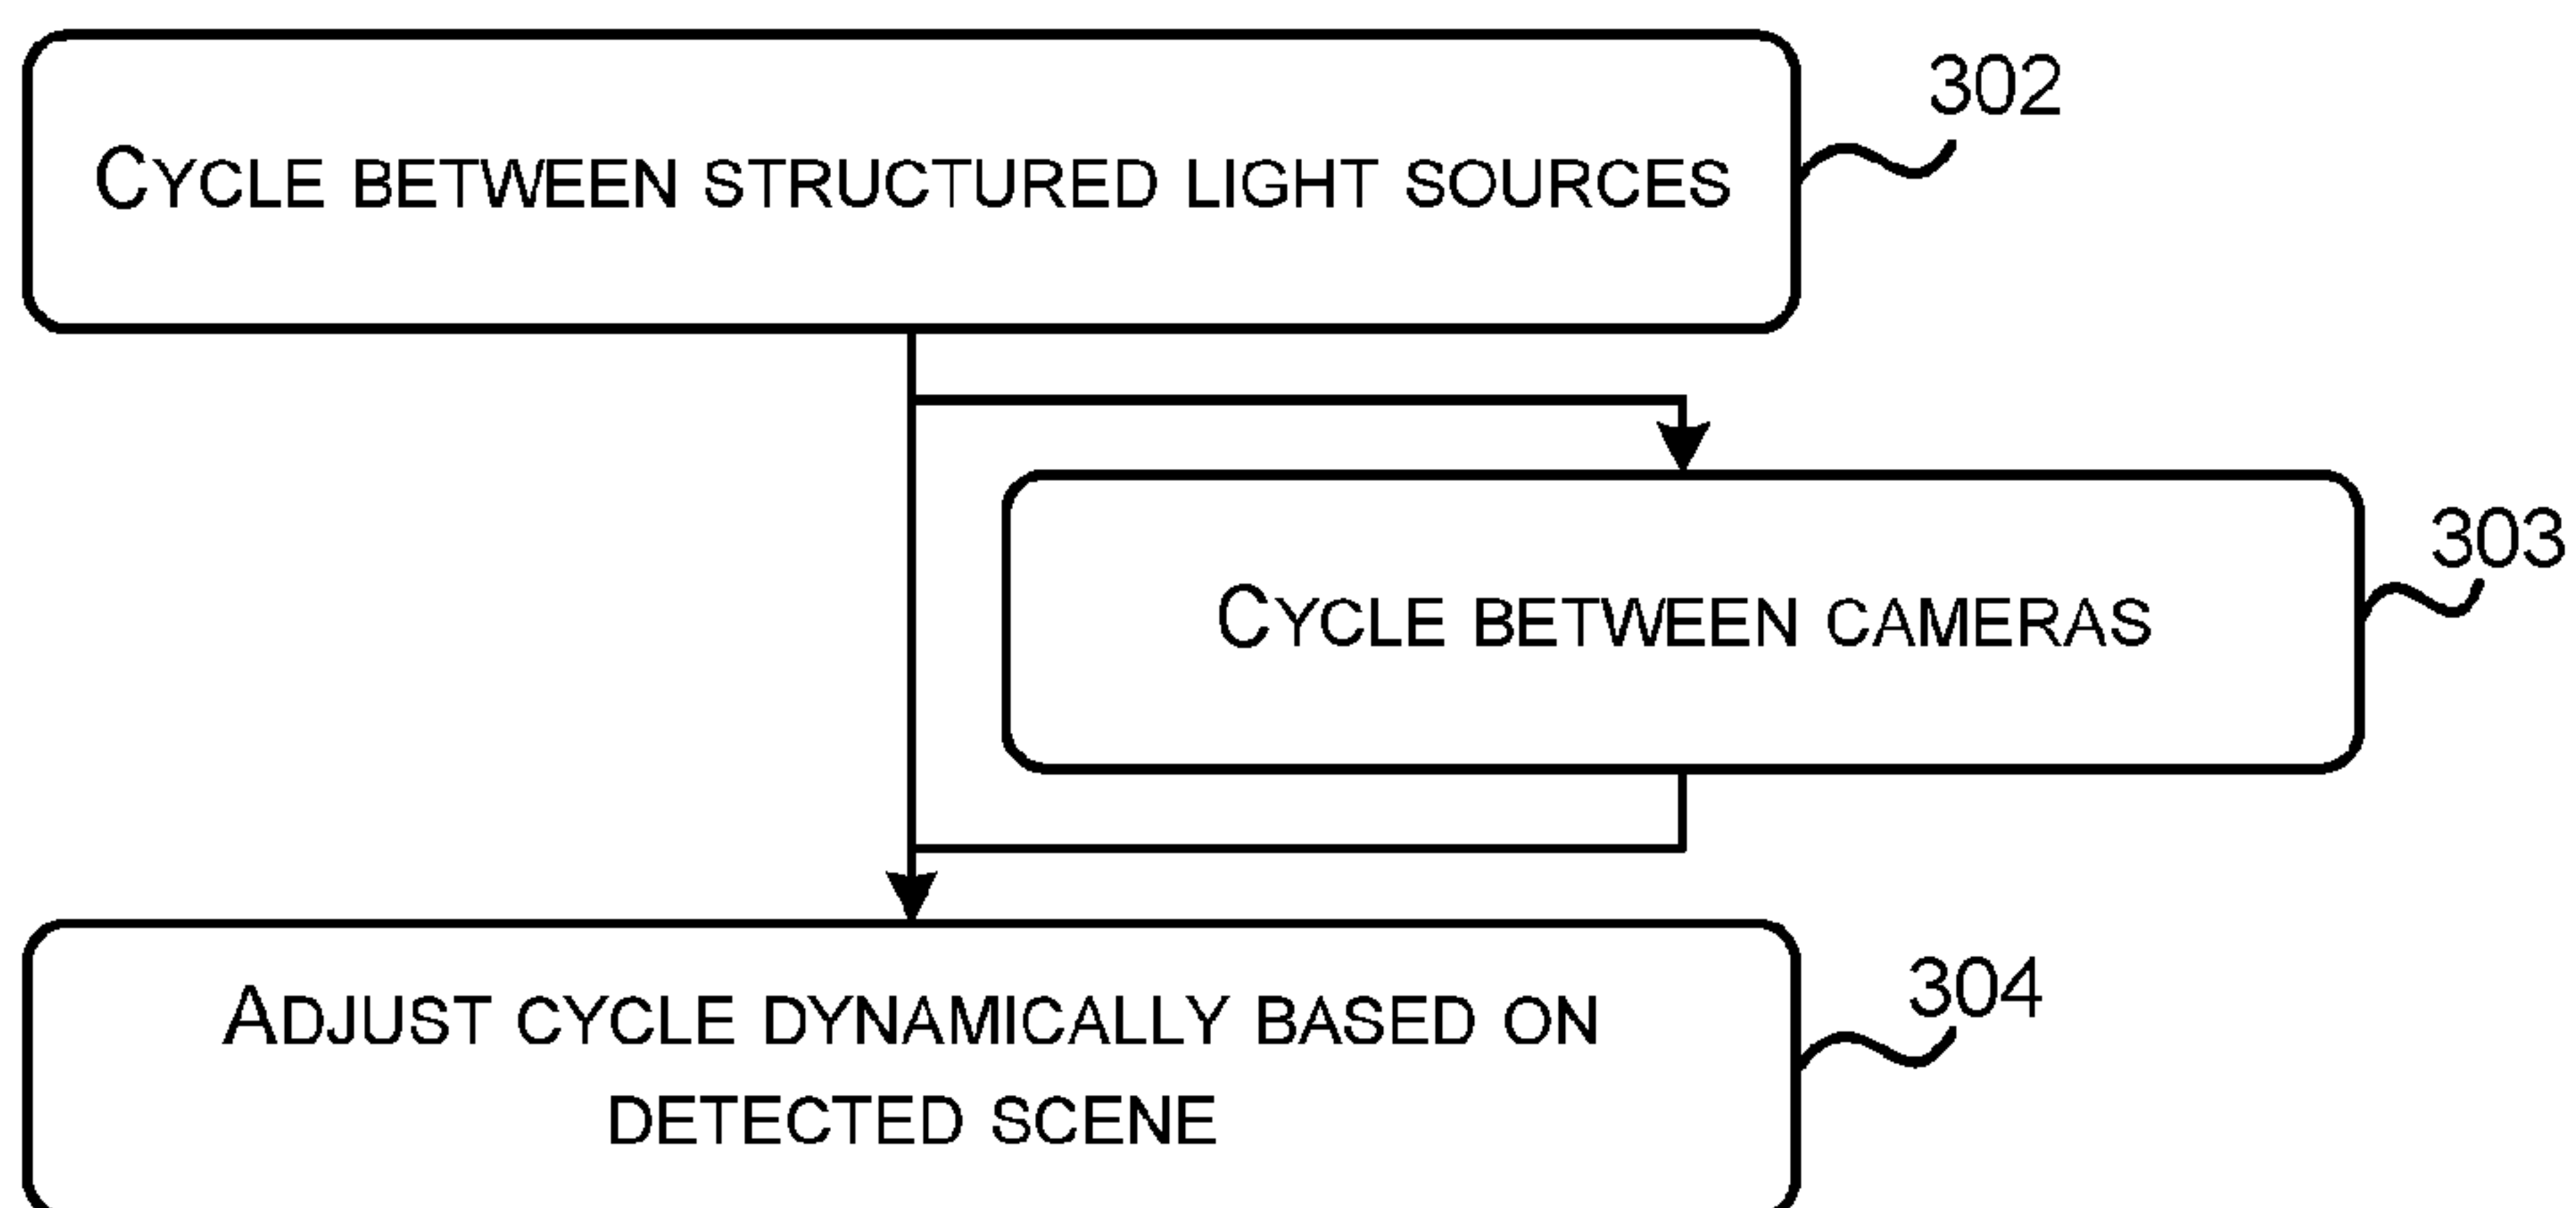 CYCLE BETWEEN STRUCTURED LIGHT SOURCES
302
CYCLE BETWEEN CAMERAS
303
ADJUST CYCLE DYNAMICALLY BASED ON
DETECTED SCENE
304